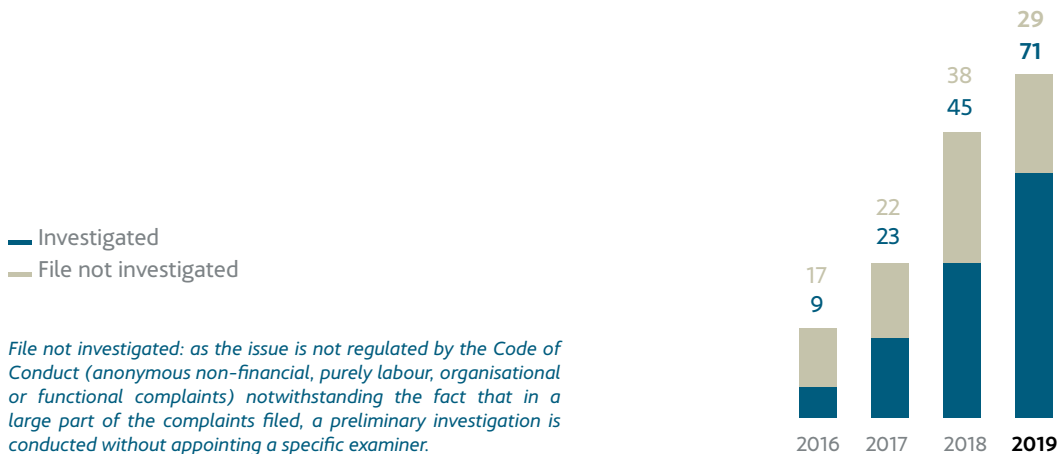 Investigated
File not investigated
File not investigated: as the issue is not regulated by the Code of
Conduct (anonymous non-financial, purely labour, organisational
or functional complaints) notwithstanding the fact that in a
large part of the complaints filed, a preliminary investigation is
conducted without appointing a specific examiner.
17
9
22
23
38
45
29
71
2016 2017 2018 2019